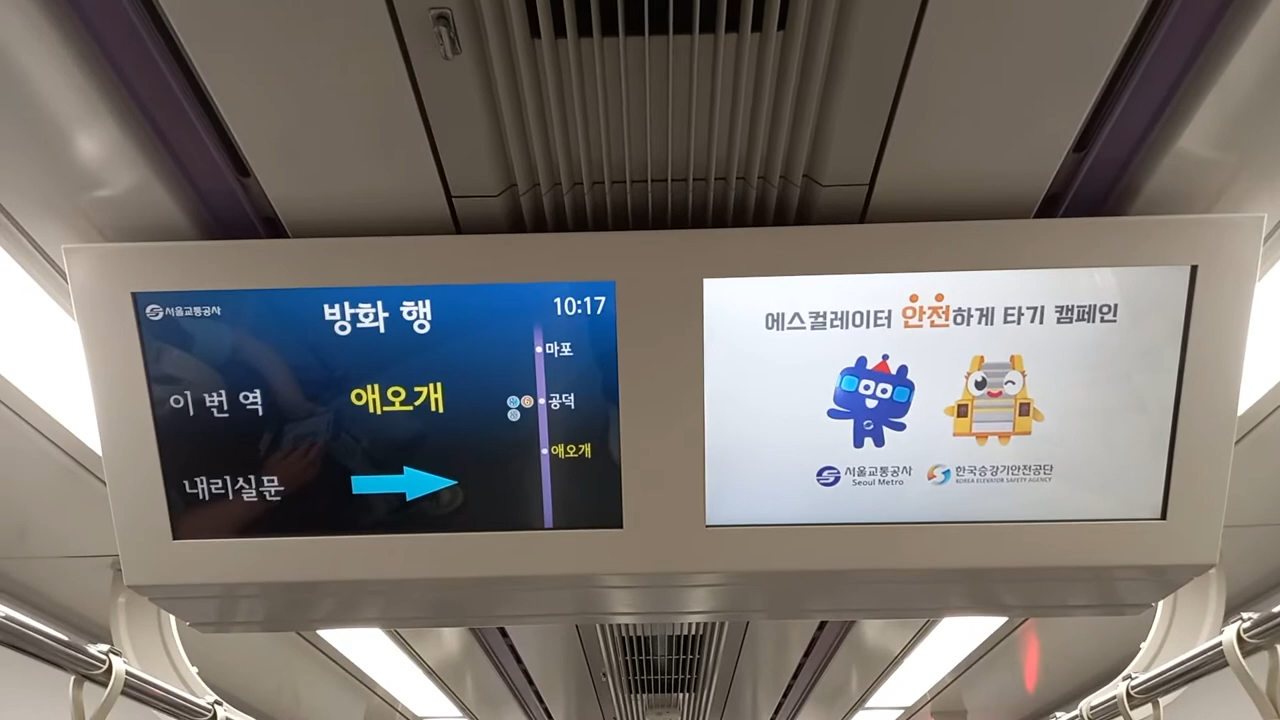 서울교통공사
방화 행
10:17
마포
이 번 역
애오개
6
공덕
애오개
내리실문
에스컬레이터 안전하게 타기 캠페인
서울교통공사
Seoul Metro
한국승강기안전공단
KOREA ELEVATOR SAFETY AGENCY